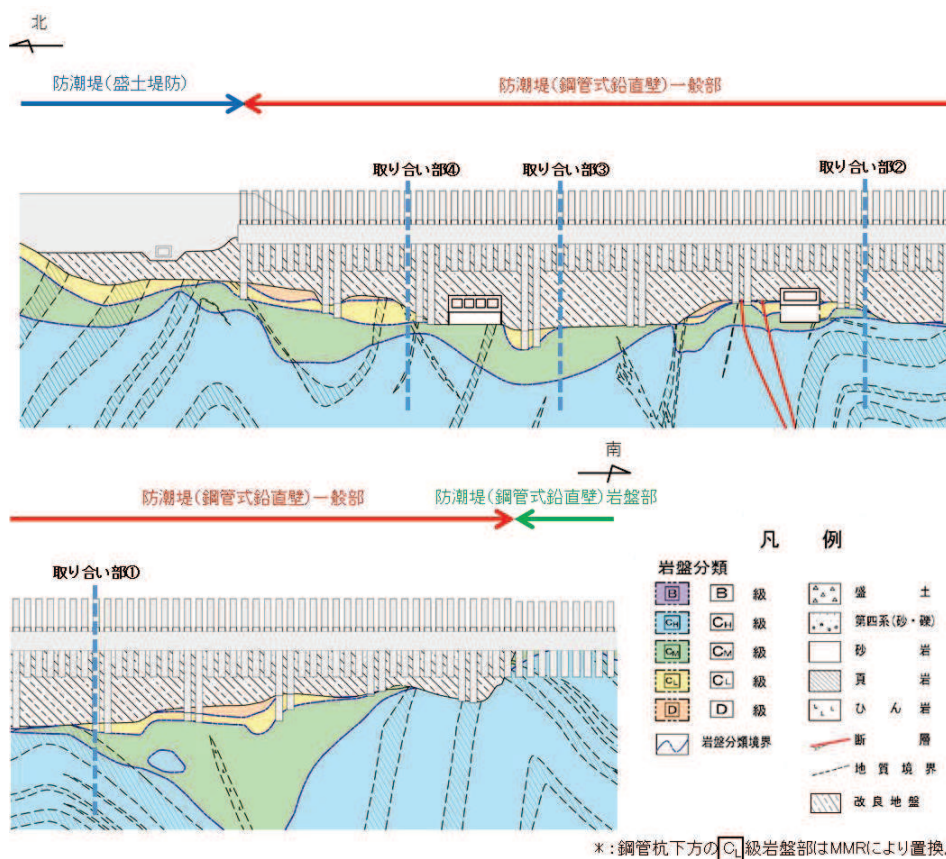 北
防潮堤(盛土堤防)
防潮堤(鋼管式鉛直壁)一般部
取り合い部④
取り合い部③
取り合い部②
南
防潮堤(鋼管式鉛直壁)一般部
防潮堤(鋼管式鉛直壁)岩盤部
取り合い部①
凡 例
岩盤分類
B B 級
CH CH 級
CM CM 級
CL CL 級
D D 級
岩盤分類境界
盛 土
第四系(砂・礫)
砂 岩
頁 岩
ひ ん 岩
断 層
地 質 境 界
改 良 地 盤
*:鋼管杭下方のCL級岩盤部はMMRにより置換。